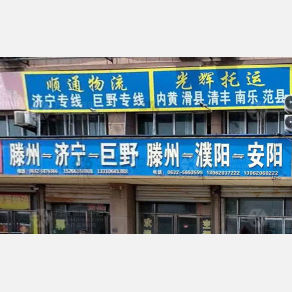 顺通物流
济宁专线 巨野专线
光辉托运
内黄 滑县 清丰 南乐 范县
滕州⇌济宁⇌巨野
滕州⇌濮阳⇌安阳